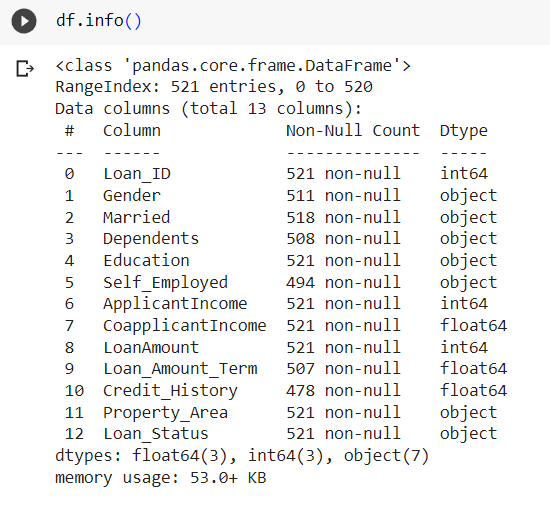 df.info()
<class 'pandas.core.frame.DataFrame'>
RangeIndex: 521 entries, 0 to 520
Data columns (total 13 columns):
 #   Column             Non-Null Count  Dtype
---  ------             --------------  -----
 0   Loan_ID            521 non-null    int64
 1   Gender             511 non-null    object
 2   Married            518 non-null    object
 3   Dependents         508 non-null    object
 4   Education          521 non-null    object
 5   Self_Employed      494 non-null    object
 6   ApplicantIncome    521 non-null    int64
 7   CoapplicantIncome  521 non-null    float64
 8   LoanAmount         521 non-null    int64
 9   Loan_Amount_Term   507 non-null    float64
 10  Credit_History     478 non-null    float64
 11  Property_Area      521 non-null    object
 12  Loan_Status        521 non-null    object
dtypes: float64(3), int64(3), object(7)
memory usage: 53.0+ KB